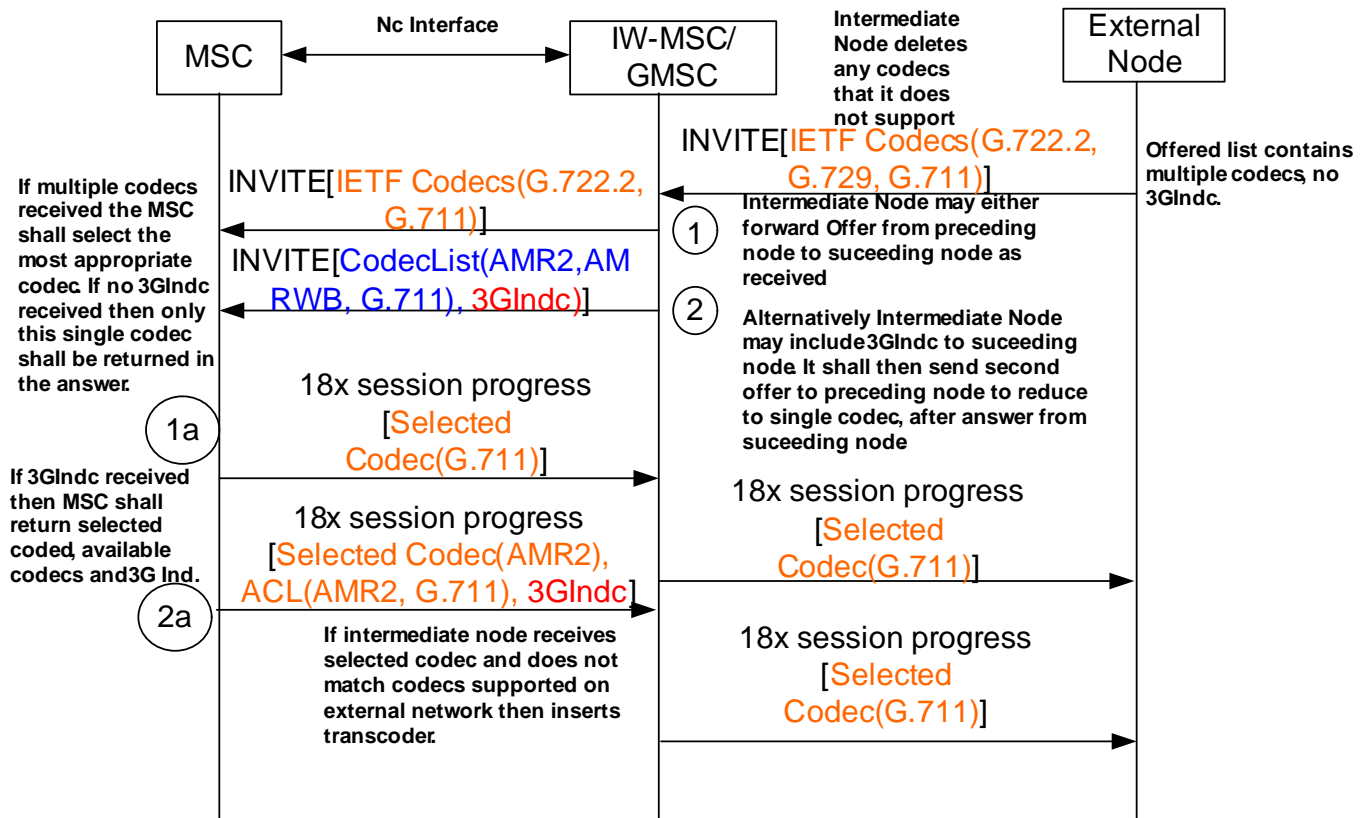 MSC
Nc Interface
IW-MSC/
GMSC
Intermediate
Node deletes
any codecs
that it does
not support
External
Node
INVITE[IETF Codecs(G.722.2,
G.729, G.711)]
Offered list contains
multiple codecs, no
3GIndc.
If multiple codecs
received the MSC
shall select the
most appropriate
codec. If no 3GIndc
received then only
this single codec
shall be returned in
the answer.
INVITE[IETF Codecs(G.722.2,
G.711)]
1
Intermediate Node may either
forward Offer from preceding
node to suceeding node as
received
INVITE[CodecList(AMR2,AM
RWB, G.711), 3GIndc)]
2
Alternatively Intermediate Node
may include 3GIndc to suceeding
node. It shall then send second
offer to preceding node to reduce
to single codec, after answer from
suceeding node
1a
18x session progress
[Selected
Codec(G.711)]
If 3GIndc received
then MSC shall
return selected
coded, available
codecs and 3G Ind.
18x session progress
[Selected
Codec(G.711)]
2a
18x session progress
[Selected Codec(AMR2),
ACL(AMR2, G.711), 3GIndc]
If intermediate node receives
selected codec and does not
match codecs supported on
external network then inserts
transcoder.
18x session progress
[Selected
Codec(G.711)]